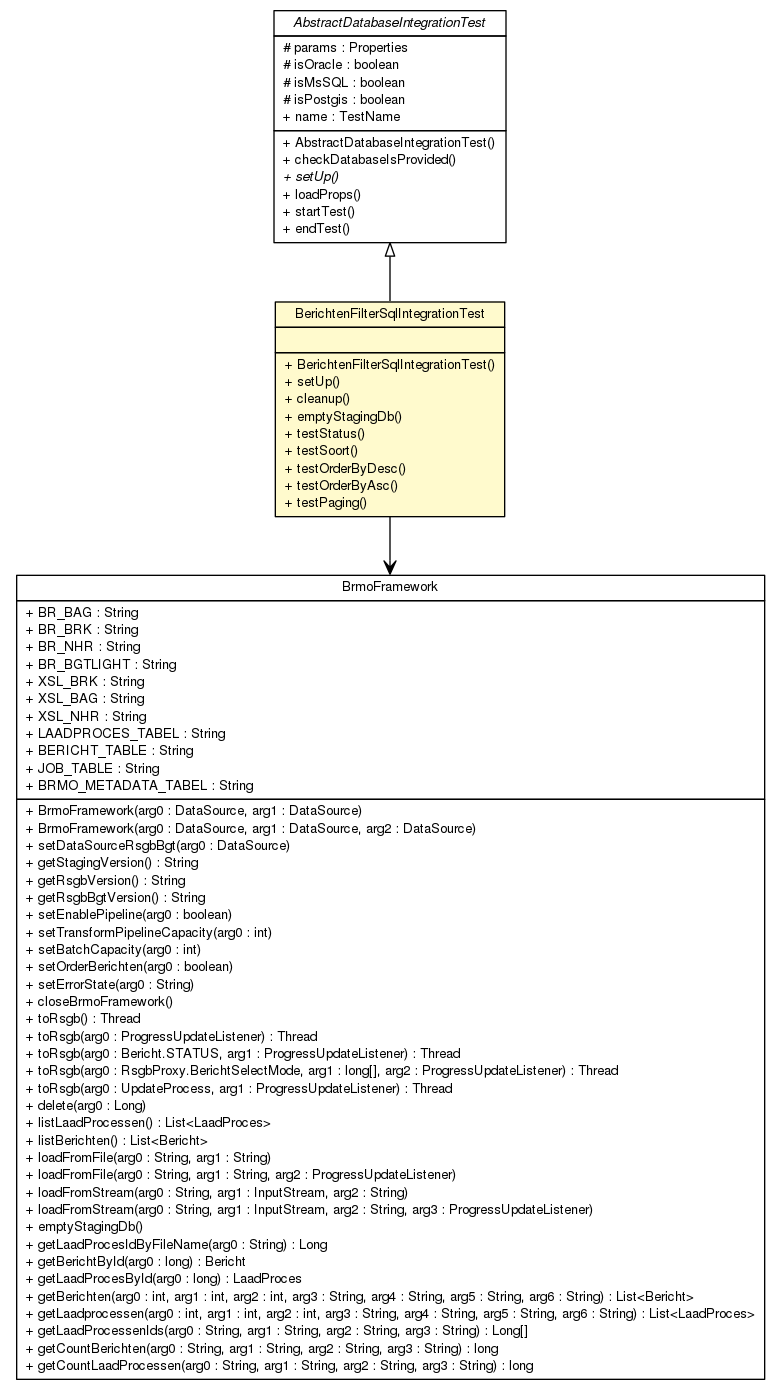 AbstractDatabaseIntegrationTest
# params : Properties
# isOracle : boolean
# isMsSQL : boolean
# isPostgis : boolean
+ name : TestName
+ AbstractDatabaseIntegrationTest()
+ checkDatabaseIsProvided()
+ setUp()
+ loadProps()
+ startTest()
+ endTest()
BerichtenFilterSqlIntegrationTest
+ BerichtenFilterSqlIntegrationTest()
+ setUp()
+ cleanup()
+ emptyStagingDb()
+ testStatus()
+ testSoort()
+ testOrderByDesc()
+ testOrderByAsc()
+ testPaging()
BrmoFramework
+ BR_BAG : String
+ BR_BRK : String
+ BR_NHR : String
+ BR_BGTLIGHT : String
+ XSL_BRK : String
+ XSL_BAG : String
+ XSL_NHR : String
+ LAADPROCES_TABEL : String
+ BERICHT_TABLE : String
+ JOB_TABLE : String
+ BRMO_METADATA_TABEL : String
+ BrmoFramework(arg0 : DataSource, arg1 : DataSource)
+ BrmoFramework(arg0 : DataSource, arg1 : DataSource, arg2 : DataSource)
+ setDataSourceRsgbBgt(arg0 : DataSource)
+ getStagingVersion() : String
+ getRsgbVersion() : String
+ getRsgbBgtVersion() : String
+ setEnablePipeline(arg0 : boolean)
+ setTransformPipelineCapacity(arg0 : int)
+ setBatchCapacity(arg0 : int)
+ setOrderBerichten(arg0 : boolean)
+ setErrorState(arg0 : String)
+ closeBrmoFramework()
+ toRsgb() : Thread
+ toRsgb(arg0 : ProgressUpdateListener) : Thread
+ toRsgb(arg0 : Bericht.STATUS, arg1 : ProgressUpdateListener) : Thread
+ toRsgb(arg0 : RsgbProxy.BerichtSelectMode, arg1 : long[], arg2 : ProgressUpdateListener) : Thread
+ toRsgb(arg0 : UpdateProcess, arg1 : ProgressUpdateListener) : Thread
+ delete(arg0 : Long)
+ listLaadProcessen() : List<LaadProces>
+ listBerichten() : List<Bericht>
+ loadFromFile(arg0 : String, arg1 : String)
+ loadFromFile(arg0 : String, arg1 : String, arg2 : ProgressUpdateListener)
+ loadFromStream(arg0 : String, arg1 : InputStream, arg2 : String)
+ loadFromStream(arg0 : String, arg1 : InputStream, arg2 : String, arg3 : ProgressUpdateListener)
+ emptyStagingDb()
+ getLaadProcesIdByFileName(arg0 : String) : Long
+ getBerichtById(arg0 : long) : Bericht
+ getLaadProcesById(arg0 : long) : LaadProces
+ getBerichten(arg0 : int, arg1 : int, arg2 : int, arg3 : String, arg4 : String, arg5 : String, arg6 : String) : List<Bericht>
+ getLaadprocessen(arg0 : int, arg1 : int, arg2 : int, arg3 : String, arg4 : String, arg5 : String, arg6 : String) : List<LaadProces>
+ getLaadProcessenIds(arg0 : String, arg1 : String, arg2 : String, arg3 : String) : Long[]
+ getCountBerichten(arg0 : String, arg1 : String, arg2 : String, arg3 : String) : long
+ getCountLaadProcessen(arg0 : String, arg1 : String, arg2 : String, arg3 : String) : long